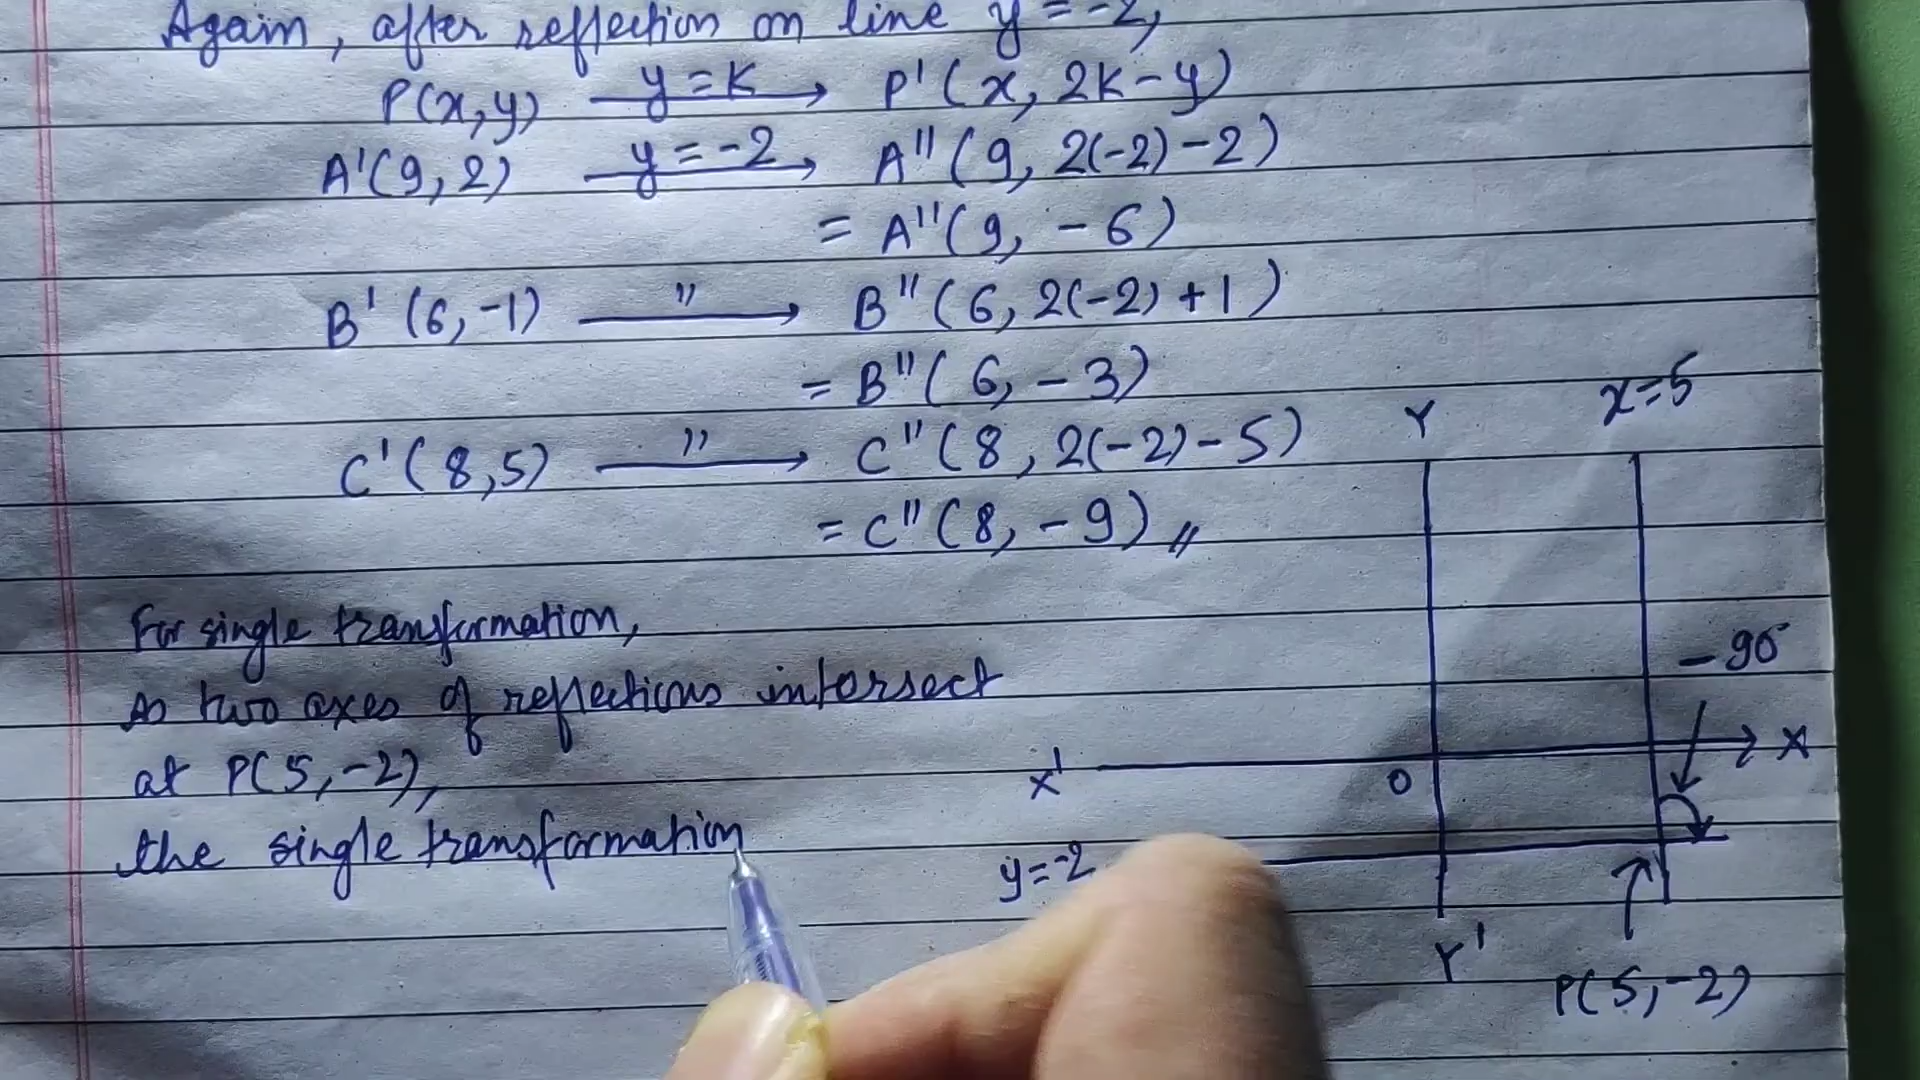 Again, after reflection on line y = -2,
P(x,y) y = K → P'(x, 2K-y)
A'(9,2) y = -2 → A''(9, 2(-2)-2)
= A''(9, -6)
B'(6,-1) " → B''(6, 2(-2)+1)
= B''(6, -3)
C'(8,5) " → C''(8, 2(-2)-5)
= C''(8, -9) //
For single transformation,
As two axes of reflections intersect
at P(5,-2),
the single transformation
x=5
Y
-90°
X'
O
X
y=-2
Y'
P(5,-2)